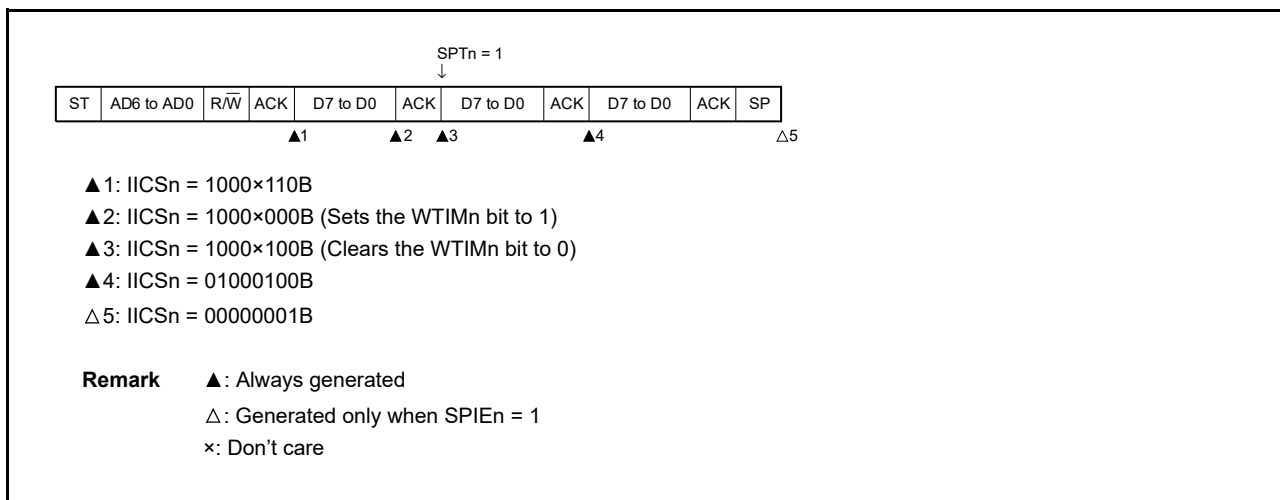 SPTn = 1
↓
ST AD6 to AD0 R/W̅ ACK D7 to D0 ACK D7 to D0 ACK D7 to D0 ACK SP
▲1 ▲2 ▲3 ▲4 △5
▲1: IICSn = 1000×110B
▲2: IICSn = 1000×000B (Sets the WTIMn bit to 1)
▲3: IICSn = 1000×100B (Clears the WTIMn bit to 0)
▲4: IICSn = 01000100B
△5: IICSn = 00000001B
Remark ▲: Always generated
△: Generated only when SPIEn = 1
×: Don’t care